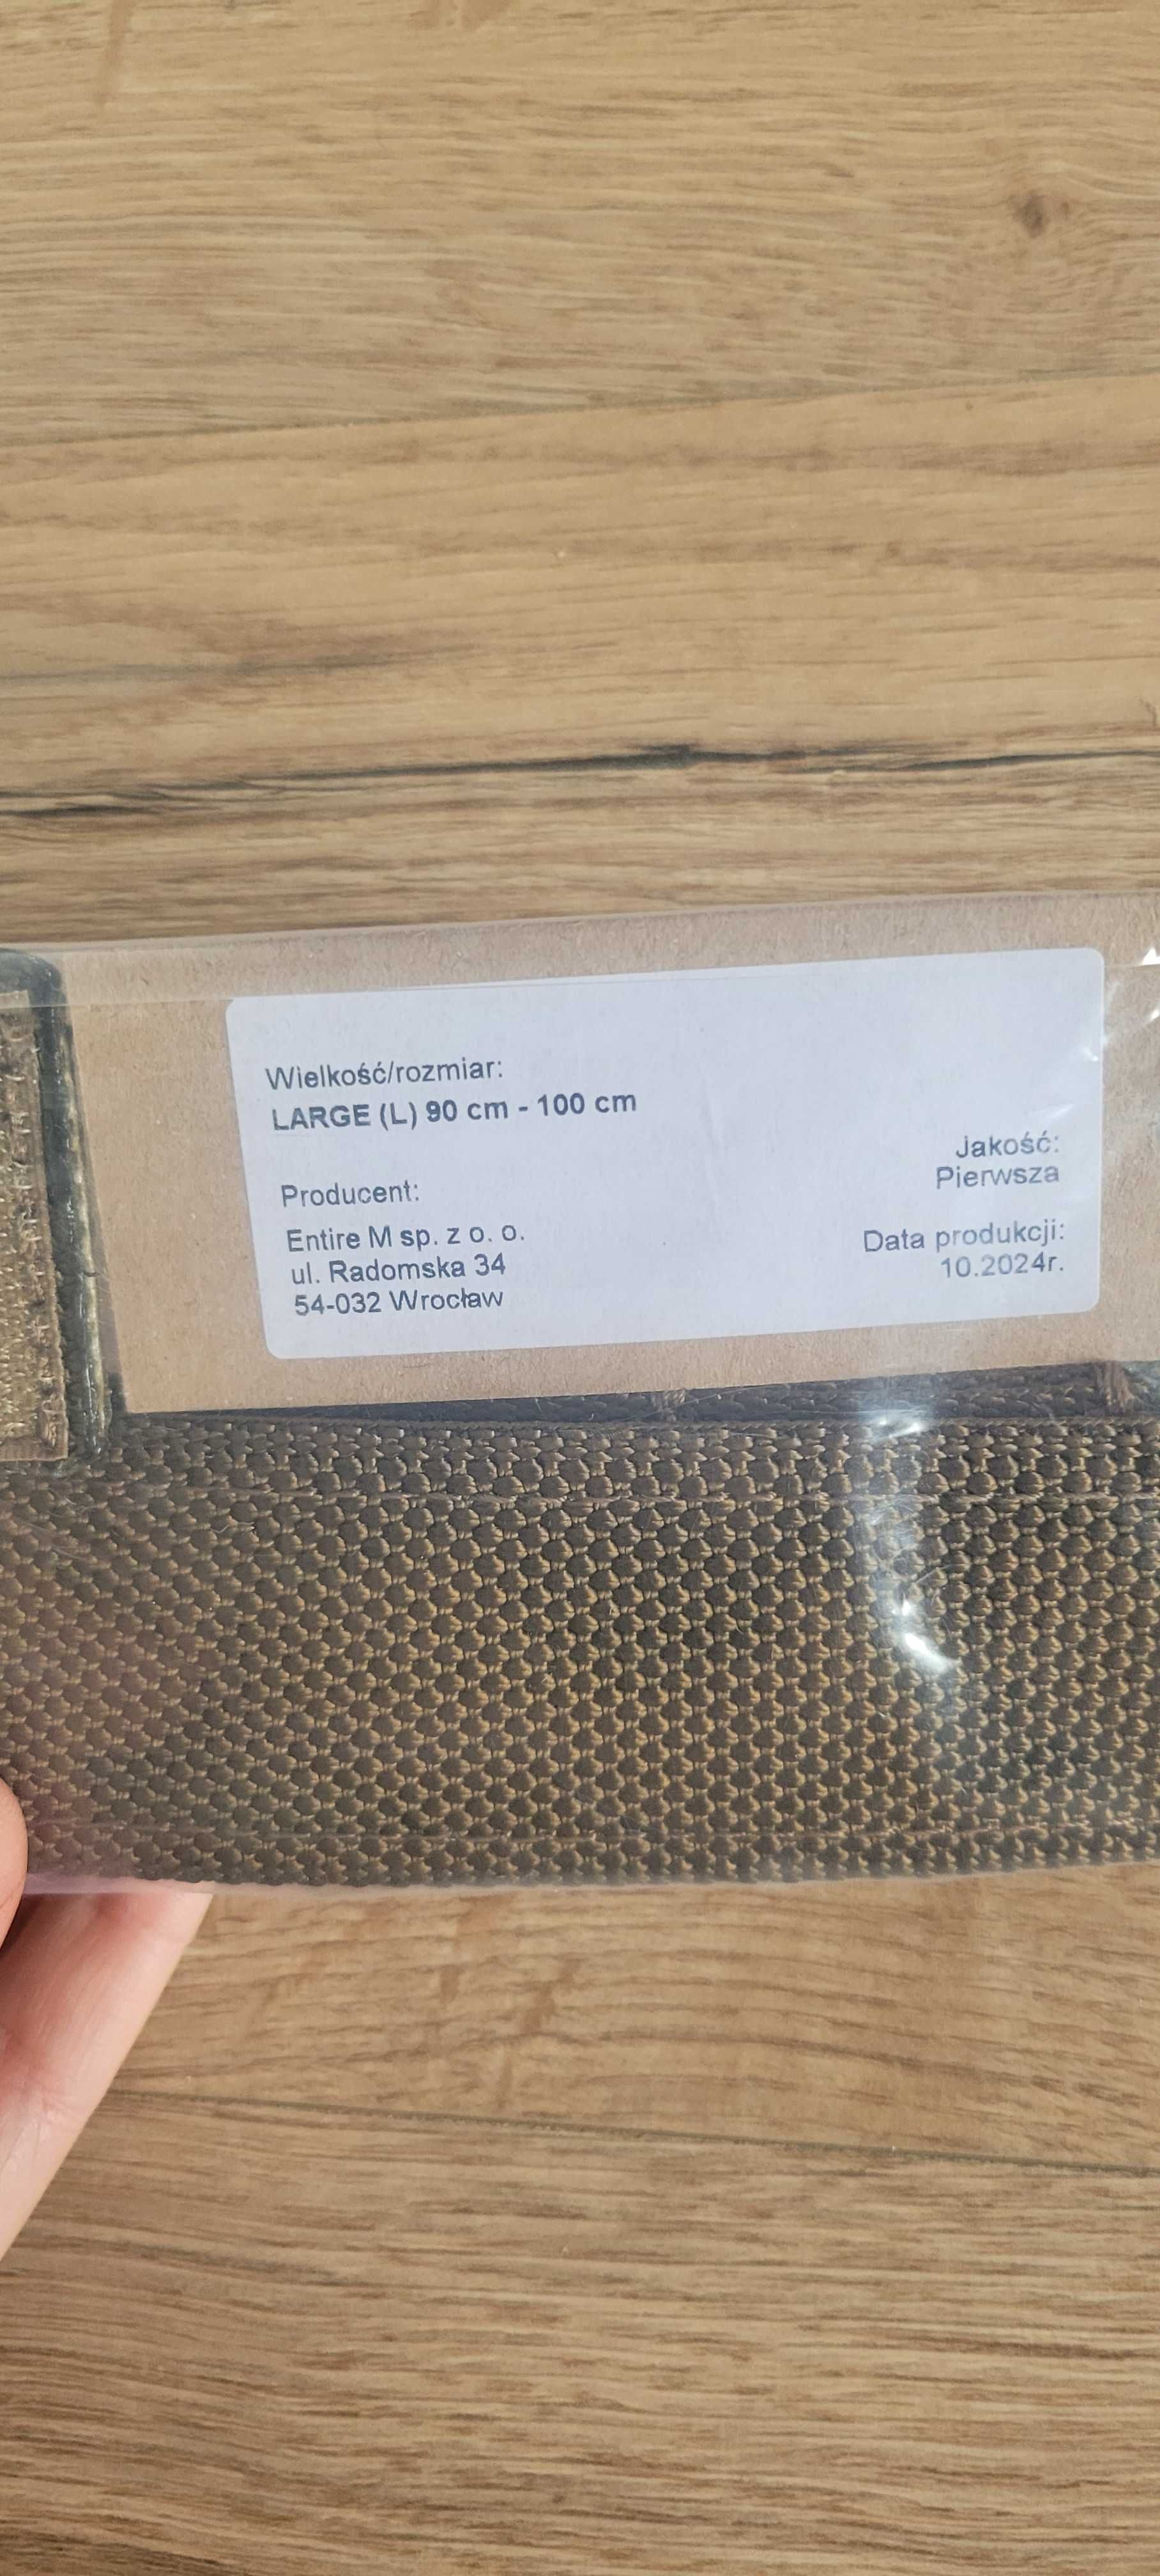 Wielkość/rozmiar:
LARGE (L) 90 cm - 100 cm
Producent:
Entire M sp. z o. o.
ul. Radomska 34
54-032 Wrocław
Jakość:
Pierwsza
Data produkcji:
10.2024r.